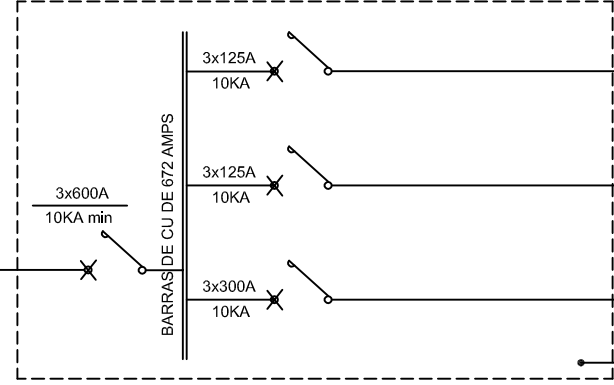 3x125A
10KA
3x125A
10KA
3x600A
10KA min
BARRAS DE CU DE 672 AMPS
3x300A
10KA